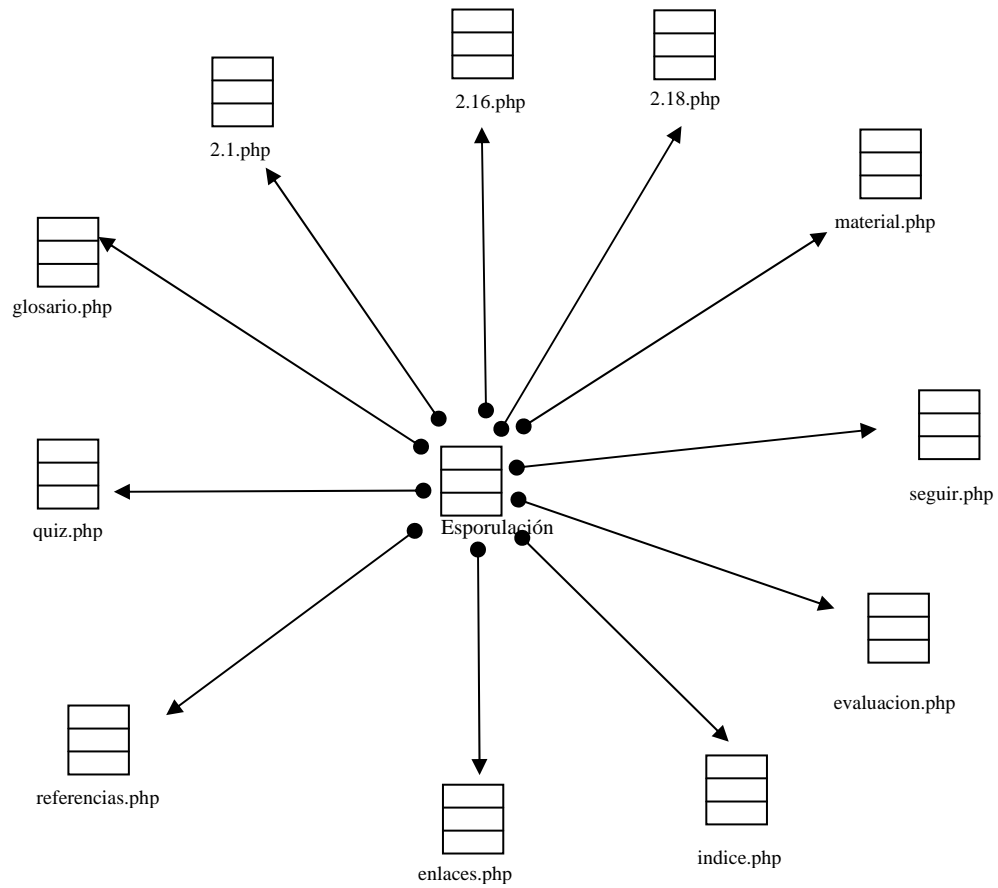 2.16.php
2.18.php
2.1.php
material.php
glosario.php
seguir.php
Esporulación
quiz.php
evaluacion.php
referencias.php
indice.php
enlaces.php